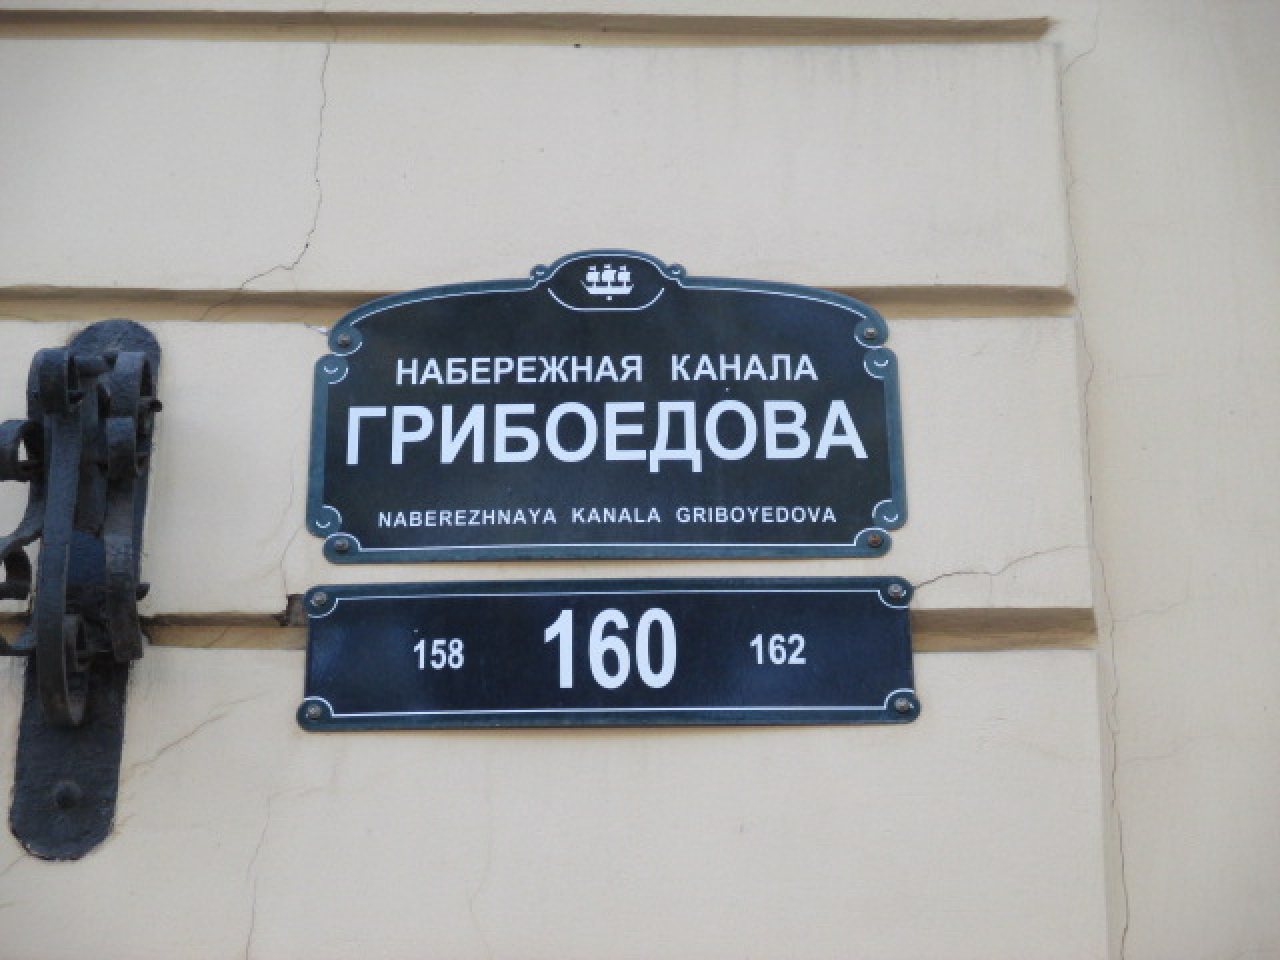 НАБЕРЕЖНАЯ КАНАЛА
ГРИБОЕДОВА
NABEREZHNAYA KANALA GRIBOYEDOVA
158 160 162